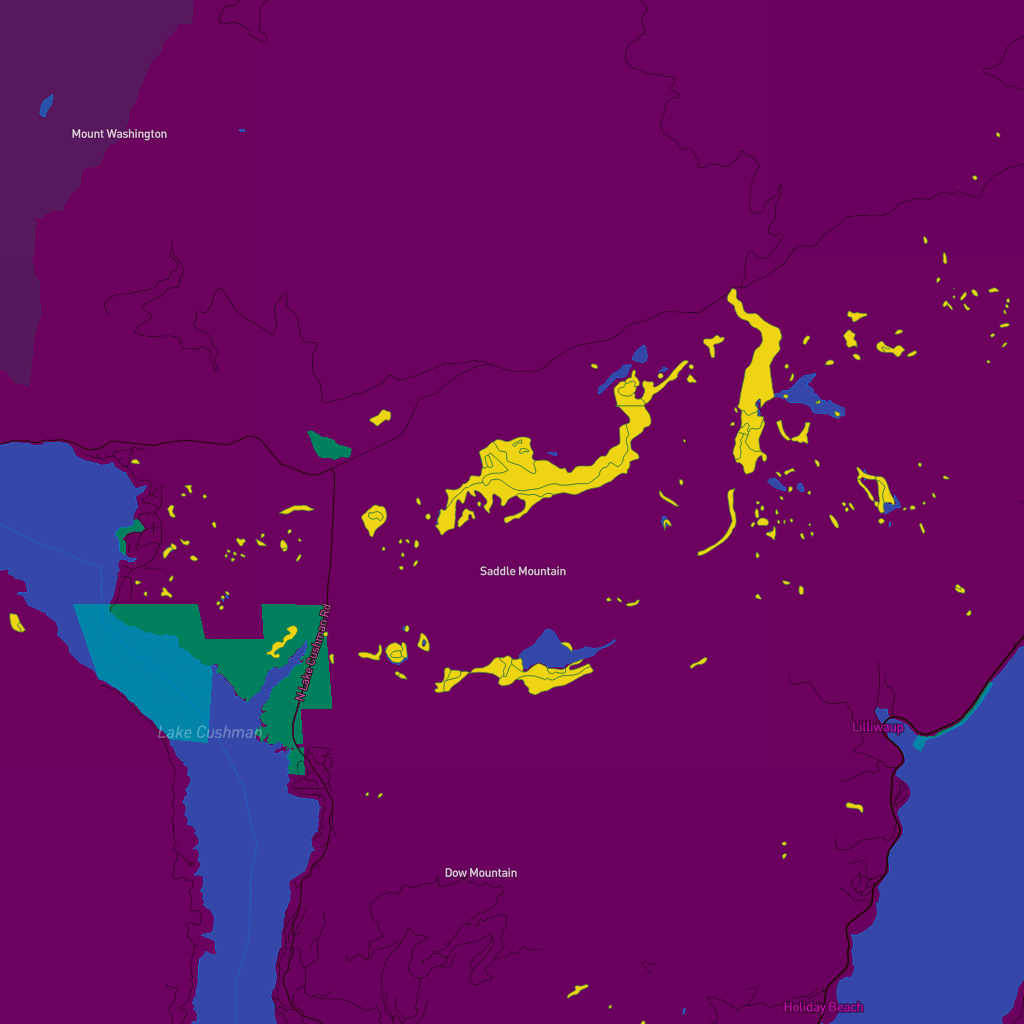 Mount Washington
Saddle Mountain
N Lake Cushman Rd
Lake Cushman
Lilliwaup
Dow Mountain
Holiday Beach